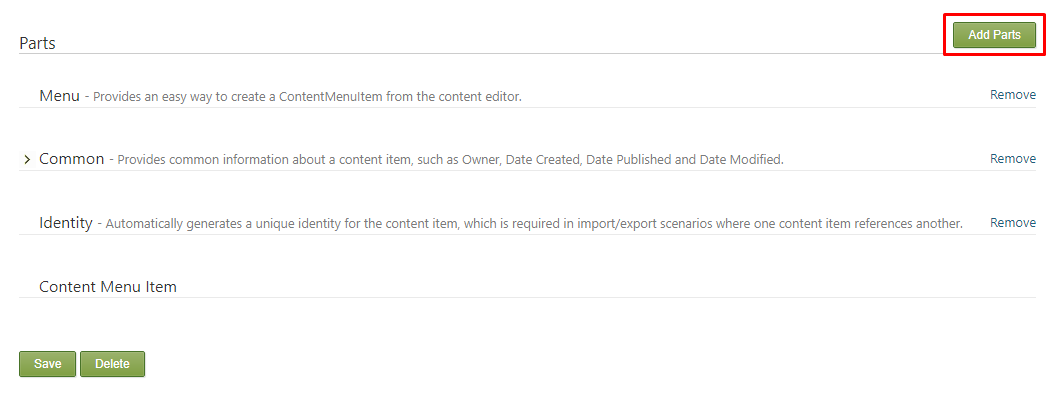 Add Parts
Parts
Menu - Provides an easy way to create a ContentMenuItem from the content editor. Remove
Common - Provides common information about a content item, such as Owner, Date Created, Date Published and Date Modified. Remove
Identity - Automatically generates a unique identity for the content item, which is required in import/export scenarios where one content item references another. Remove
Content Menu Item
Save Delete